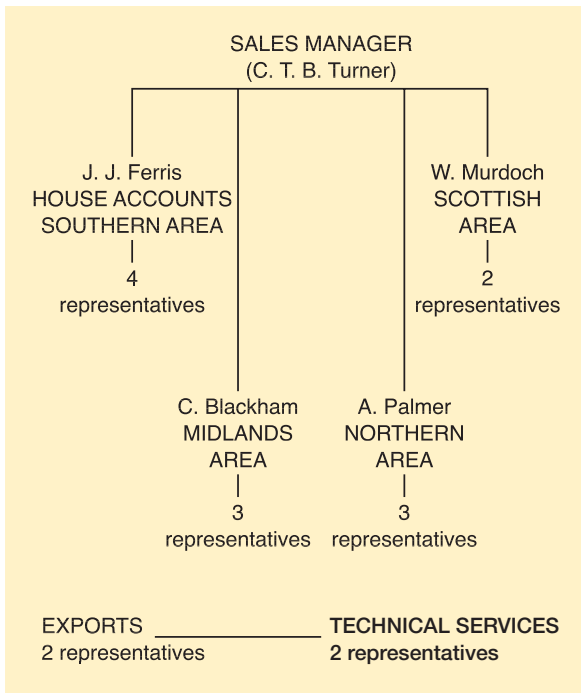 SALES MANAGER
(C. T. B. Turner)
J. J. Ferris
HOUSE ACCOUNTS
SOUTHERN AREA
4
representatives
W. Murdoch
SCOTTISH
AREA
2
representatives
C. Blackham
MIDLANDS
AREA
3
representatives
A. Palmer
NORTHERN
AREA
3
representatives
EXPORTS
2 representatives
TECHNICAL SERVICES
2 representatives